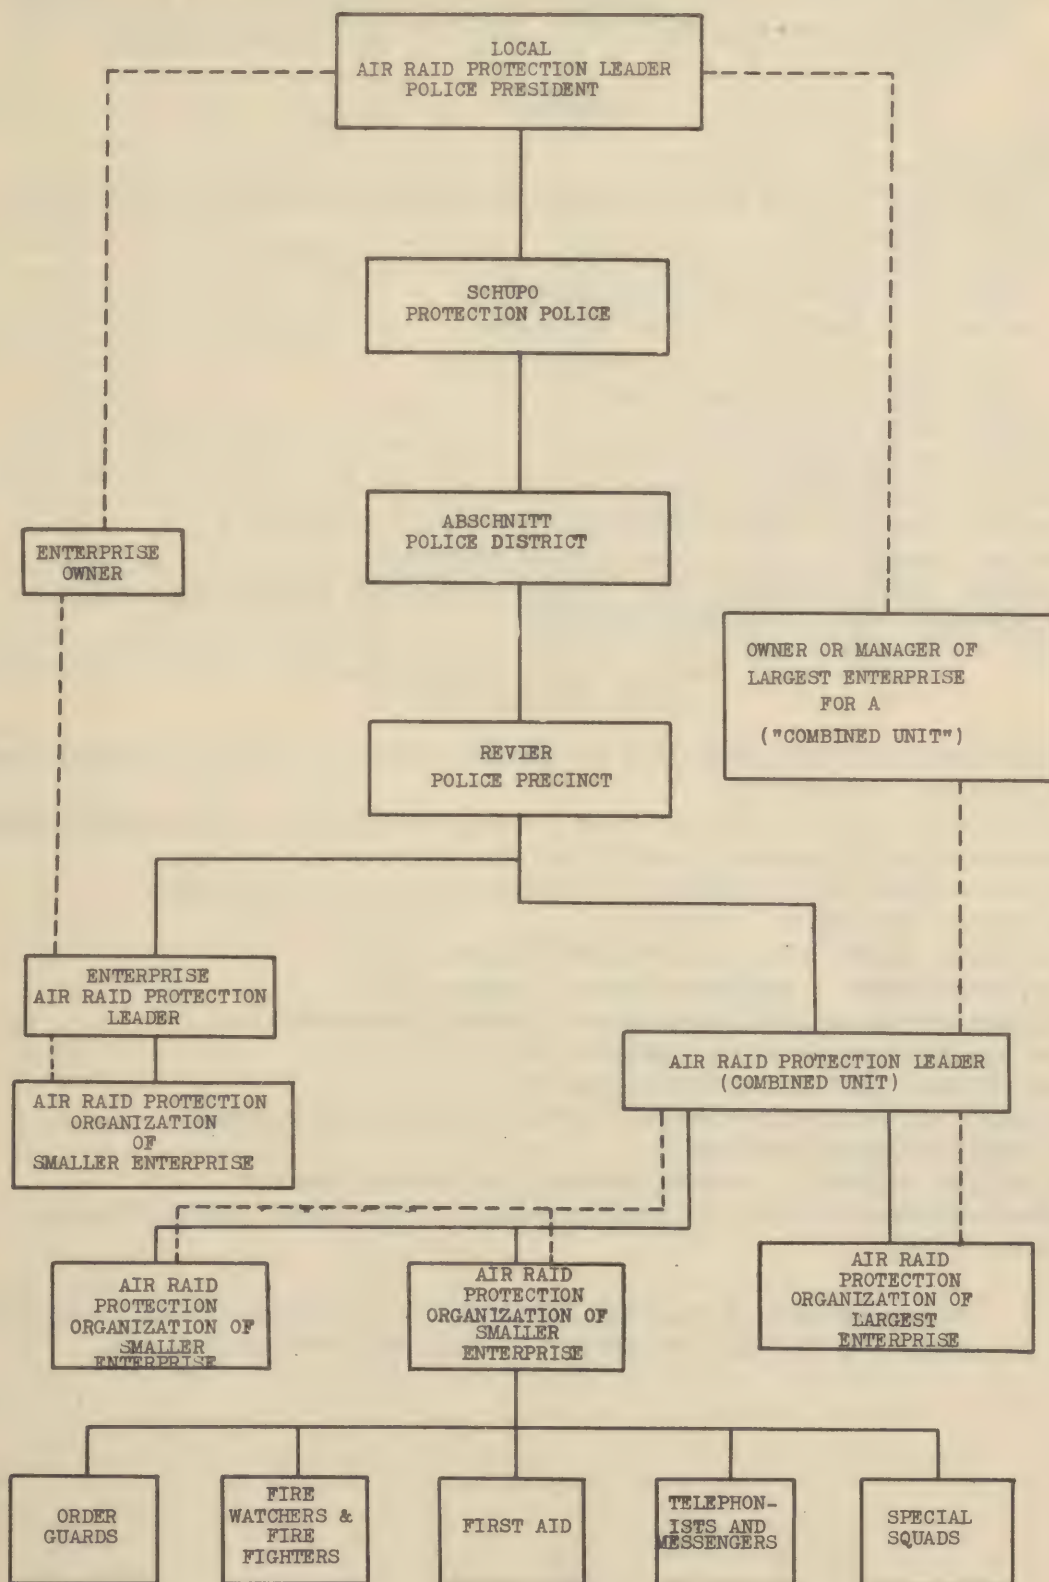 LOCAL
AIR RAID PROTECTION LEADER
POLICE PRESIDENT
SCHUPO
PROTECTION POLICE
ABSCHNITT
POLICE DISTRICT
ENTERPRISE
OWNER
OWNER OR MANAGER OF
LARGEST ENTERPRISE
FOR A
("COMBINED UNIT")
REVIER
POLICE PRECINCT
ENTERPRISE
AIR RAID PROTECTION
LEADER
AIR RAID PROTECTION LEADER
(COMBINED UNIT)
AIR RAID PROTECTION
ORGANIZATION
OF
SMALLER ENTERPRISE
AIR RAID
PROTECTION
ORGANIZATION OF
SMALLER
ENTERPRISE
AIR RAID
PROTECTION
ORGANIZATION OF
SMALLER
ENTERPRISE
AIR RAID
PROTECTION
ORGANIZATION OF
LARGEST
ENTERPRISE
ORDER
GUARDS
FIRE
WATCHERS &
FIRE
FIGHTERS
FIRST AID
TELEPHON-
ISTS AND
MESSENGERS
SPECIAL
SQUADS